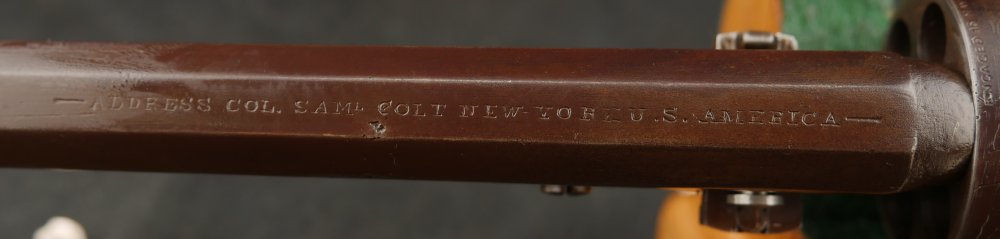 — ADDRESS COL. SAMᴸ COLT NEW-YORK U.S. AMERICA —